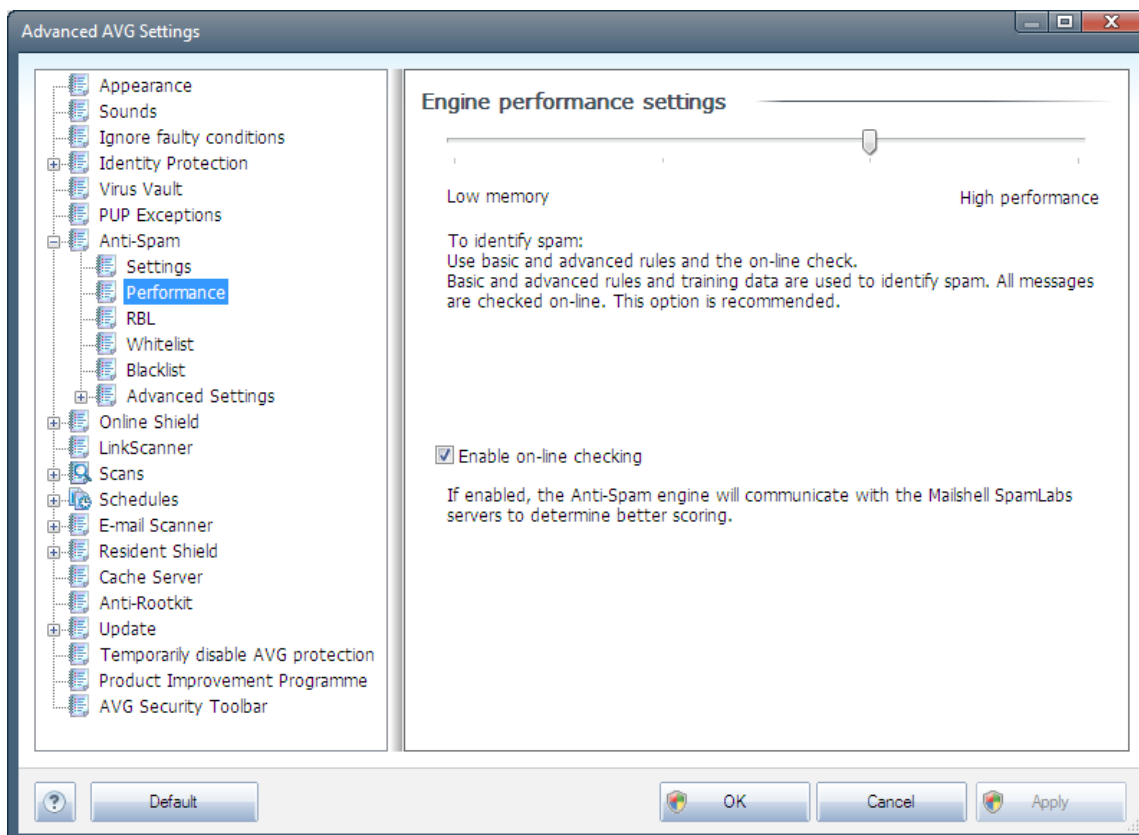 Advanced AVG Settings
Appearance
Sounds
Ignore faulty conditions
Identity Protection
Virus Vault
PUP Exceptions
Anti-Spam
Settings
Performance
RBL
Whitelist
Blacklist
Advanced Settings
Online Shield
LinkScanner
Scans
Schedules
E-mail Scanner
Resident Shield
Cache Server
Anti-Rootkit
Update
Temporarily disable AVG protection
Product Improvement Programme
AVG Security Toolbar
Engine performance settings
Low memory
High performance
To identify spam:
Use basic and advanced rules and the on-line check.
Basic and advanced rules and training data are used to identify spam. All messages
are checked on-line. This option is recommended.
Enable on-line checking
If enabled, the Anti-Spam engine will communicate with the Mailshell SpamLabs
servers to determine better scoring.
?
Default
OK
Cancel
Apply